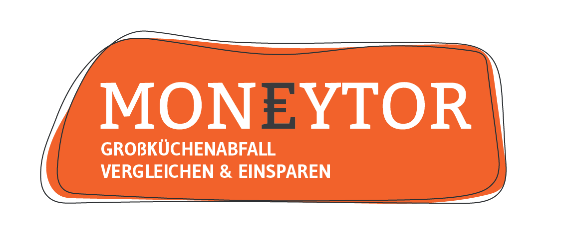 MONEYTOR
GROßKÜCHENABFALL
VERGLEICHEN & EINSPAREN